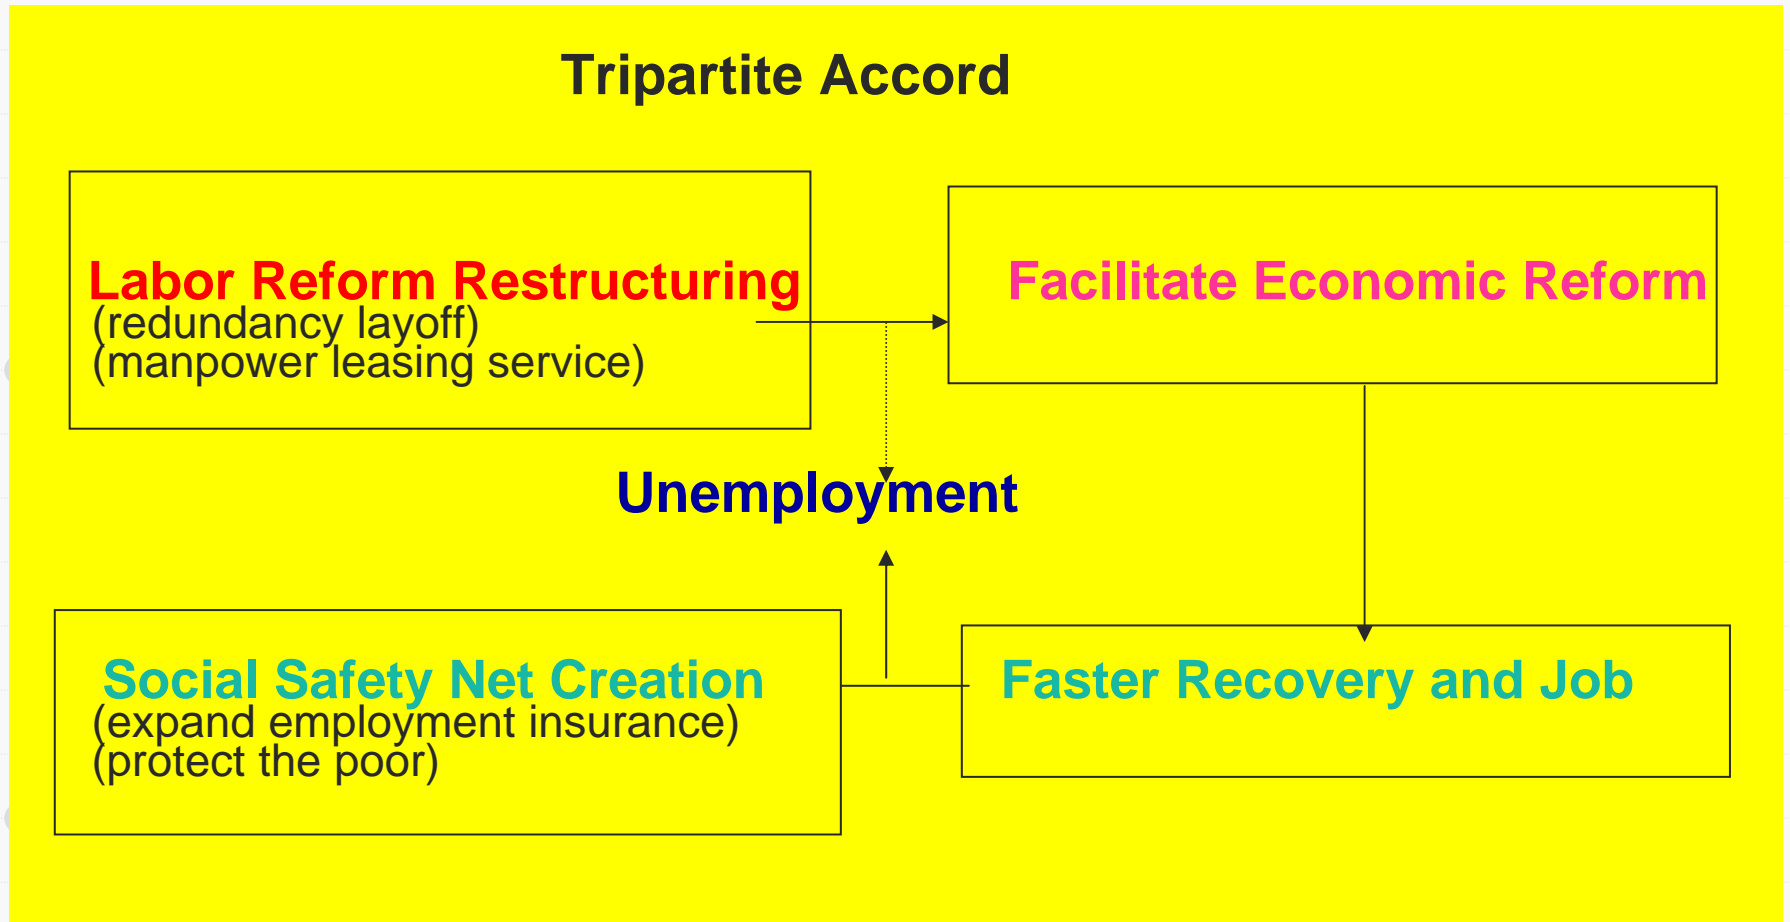 Tripartite Accord
Labor Reform Restructuring
(redundancy layoff)
(manpower leasing service)
Facilitate Economic Reform
Unemployment
Social Safety Net Creation
(expand employment insurance)
(protect the poor)
Faster Recovery and Job